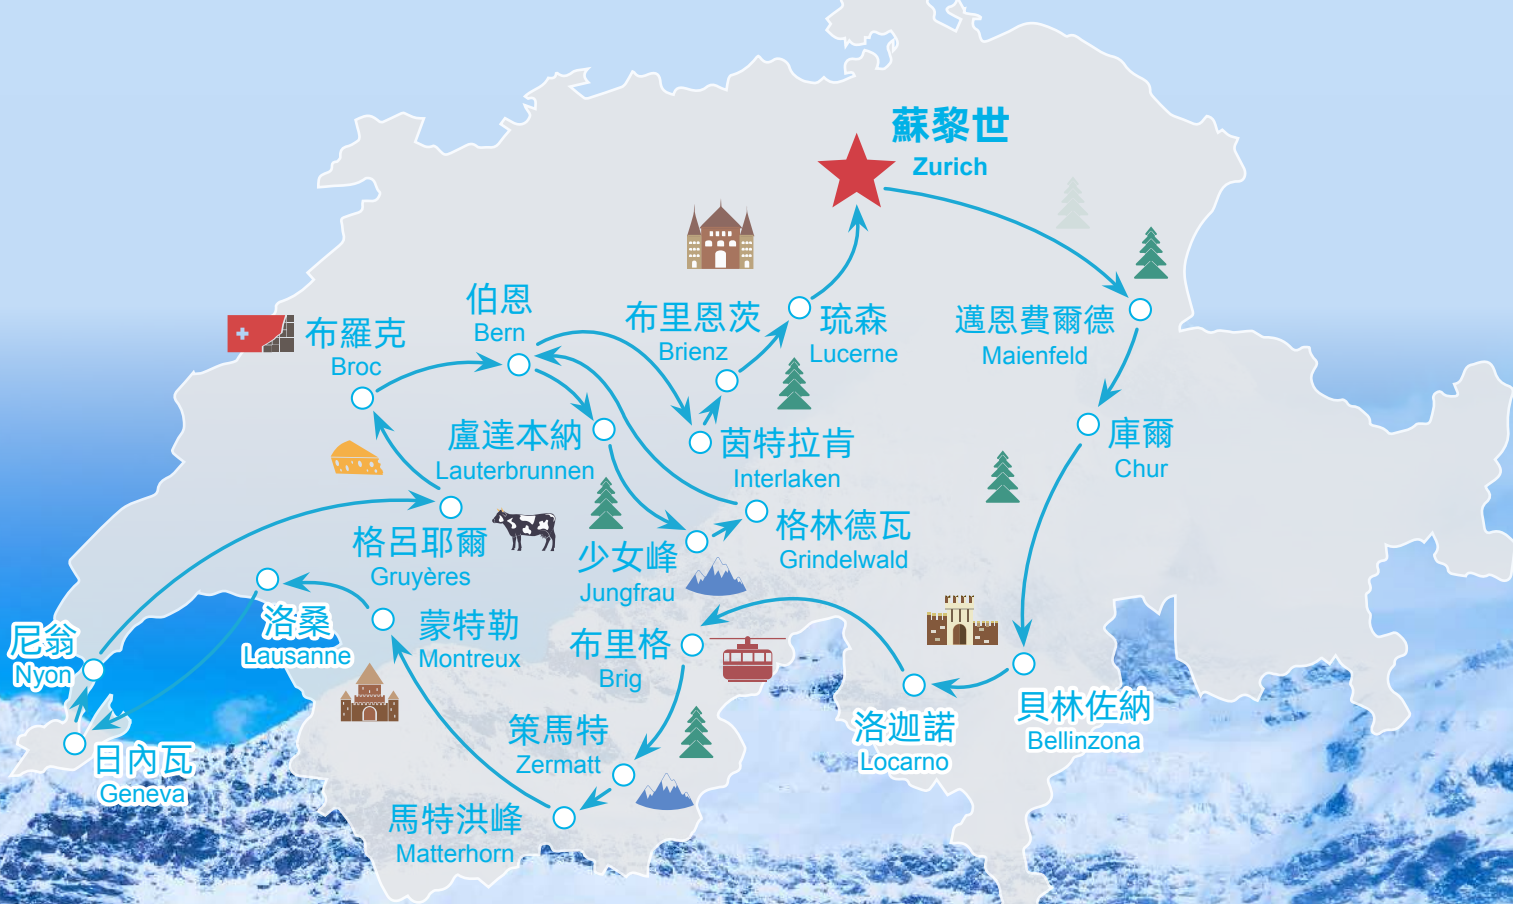 蘇黎世
Zurich
伯恩
Bern
布里恩茨
Brienz
琉森
Lucerne
邁恩費爾德
Maienfeld
布羅克
Broc
盧達本納
Lauterbrunnen
茵特拉肯
Interlaken
庫爾
Chur
格呂耶爾
Gruyères
少女峰
Jungfrau
格林德瓦
Grindelwald
尼翁
Nyon
洛桑
Lausanne
蒙特勒
Montreux
布里格
Brig
洛迦諾
Locarno
貝林佐納
Bellinzona
日內瓦
Geneva
策馬特
Zermatt
馬特洪峰
Matterhorn